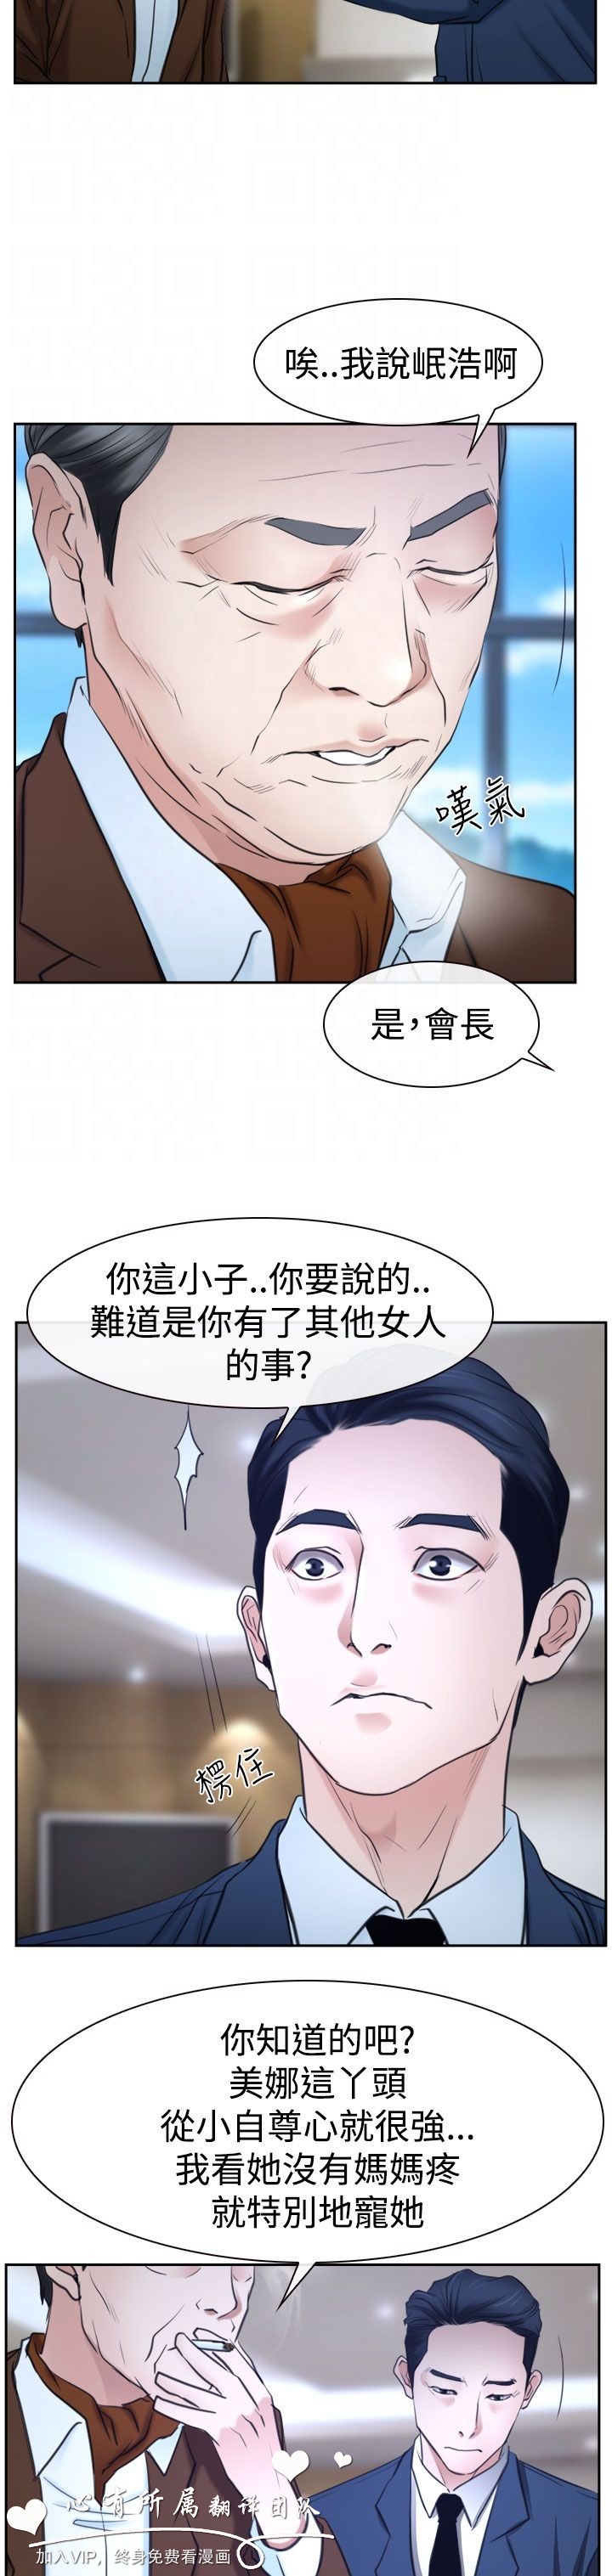 唉..我說岷浩啊
嘆氣
是,會長
你這小子..你要說的..
難道是你有了其他女人
的事?
愣住
你知道的吧?
美娜這丫頭
從小自尊心就很強...
我看她沒有媽媽疼
就特別地寵她
心有所属翻译团队
加入VIP，终身免费看漫画